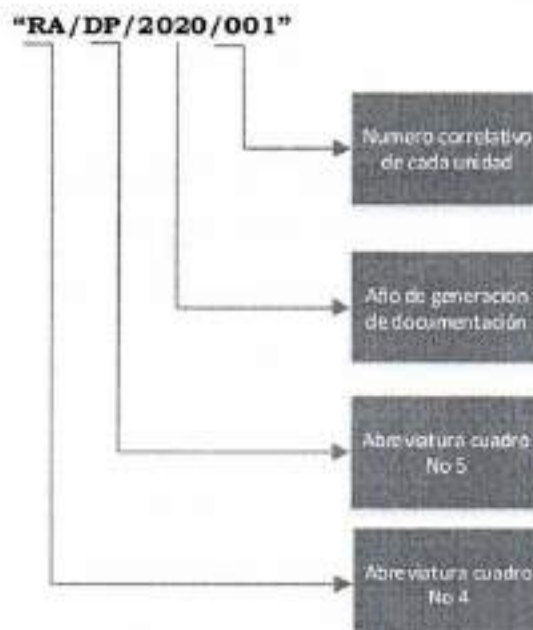 “RA/DP/2020/001”
Numero correlativo
de cada unidad
Año de generación
de documentación
Abreviatura cuadro
No 5
Abreviatura cuadro
No 4